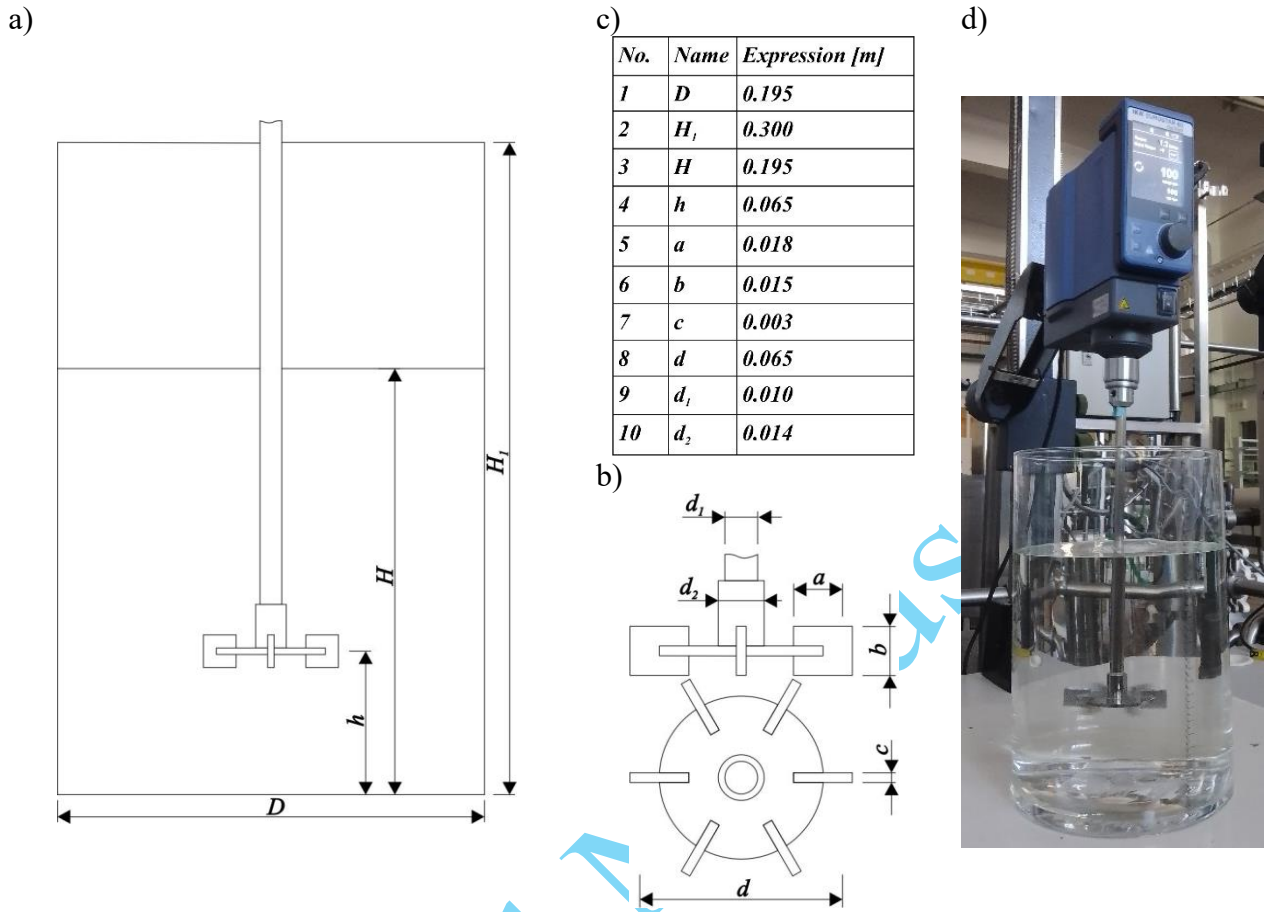 a)
c)
d)
No. Name Expression [m]
1 D 0.195
2 H₁ 0.300
3 H 0.195
4 h 0.065
5 a 0.018
6 b 0.015
7 c 0.003
8 d 0.065
9 d₁ 0.010
10 d₂ 0.014
100
H₁
H
h
D
b)
d₁
d₂
a
b
c
d